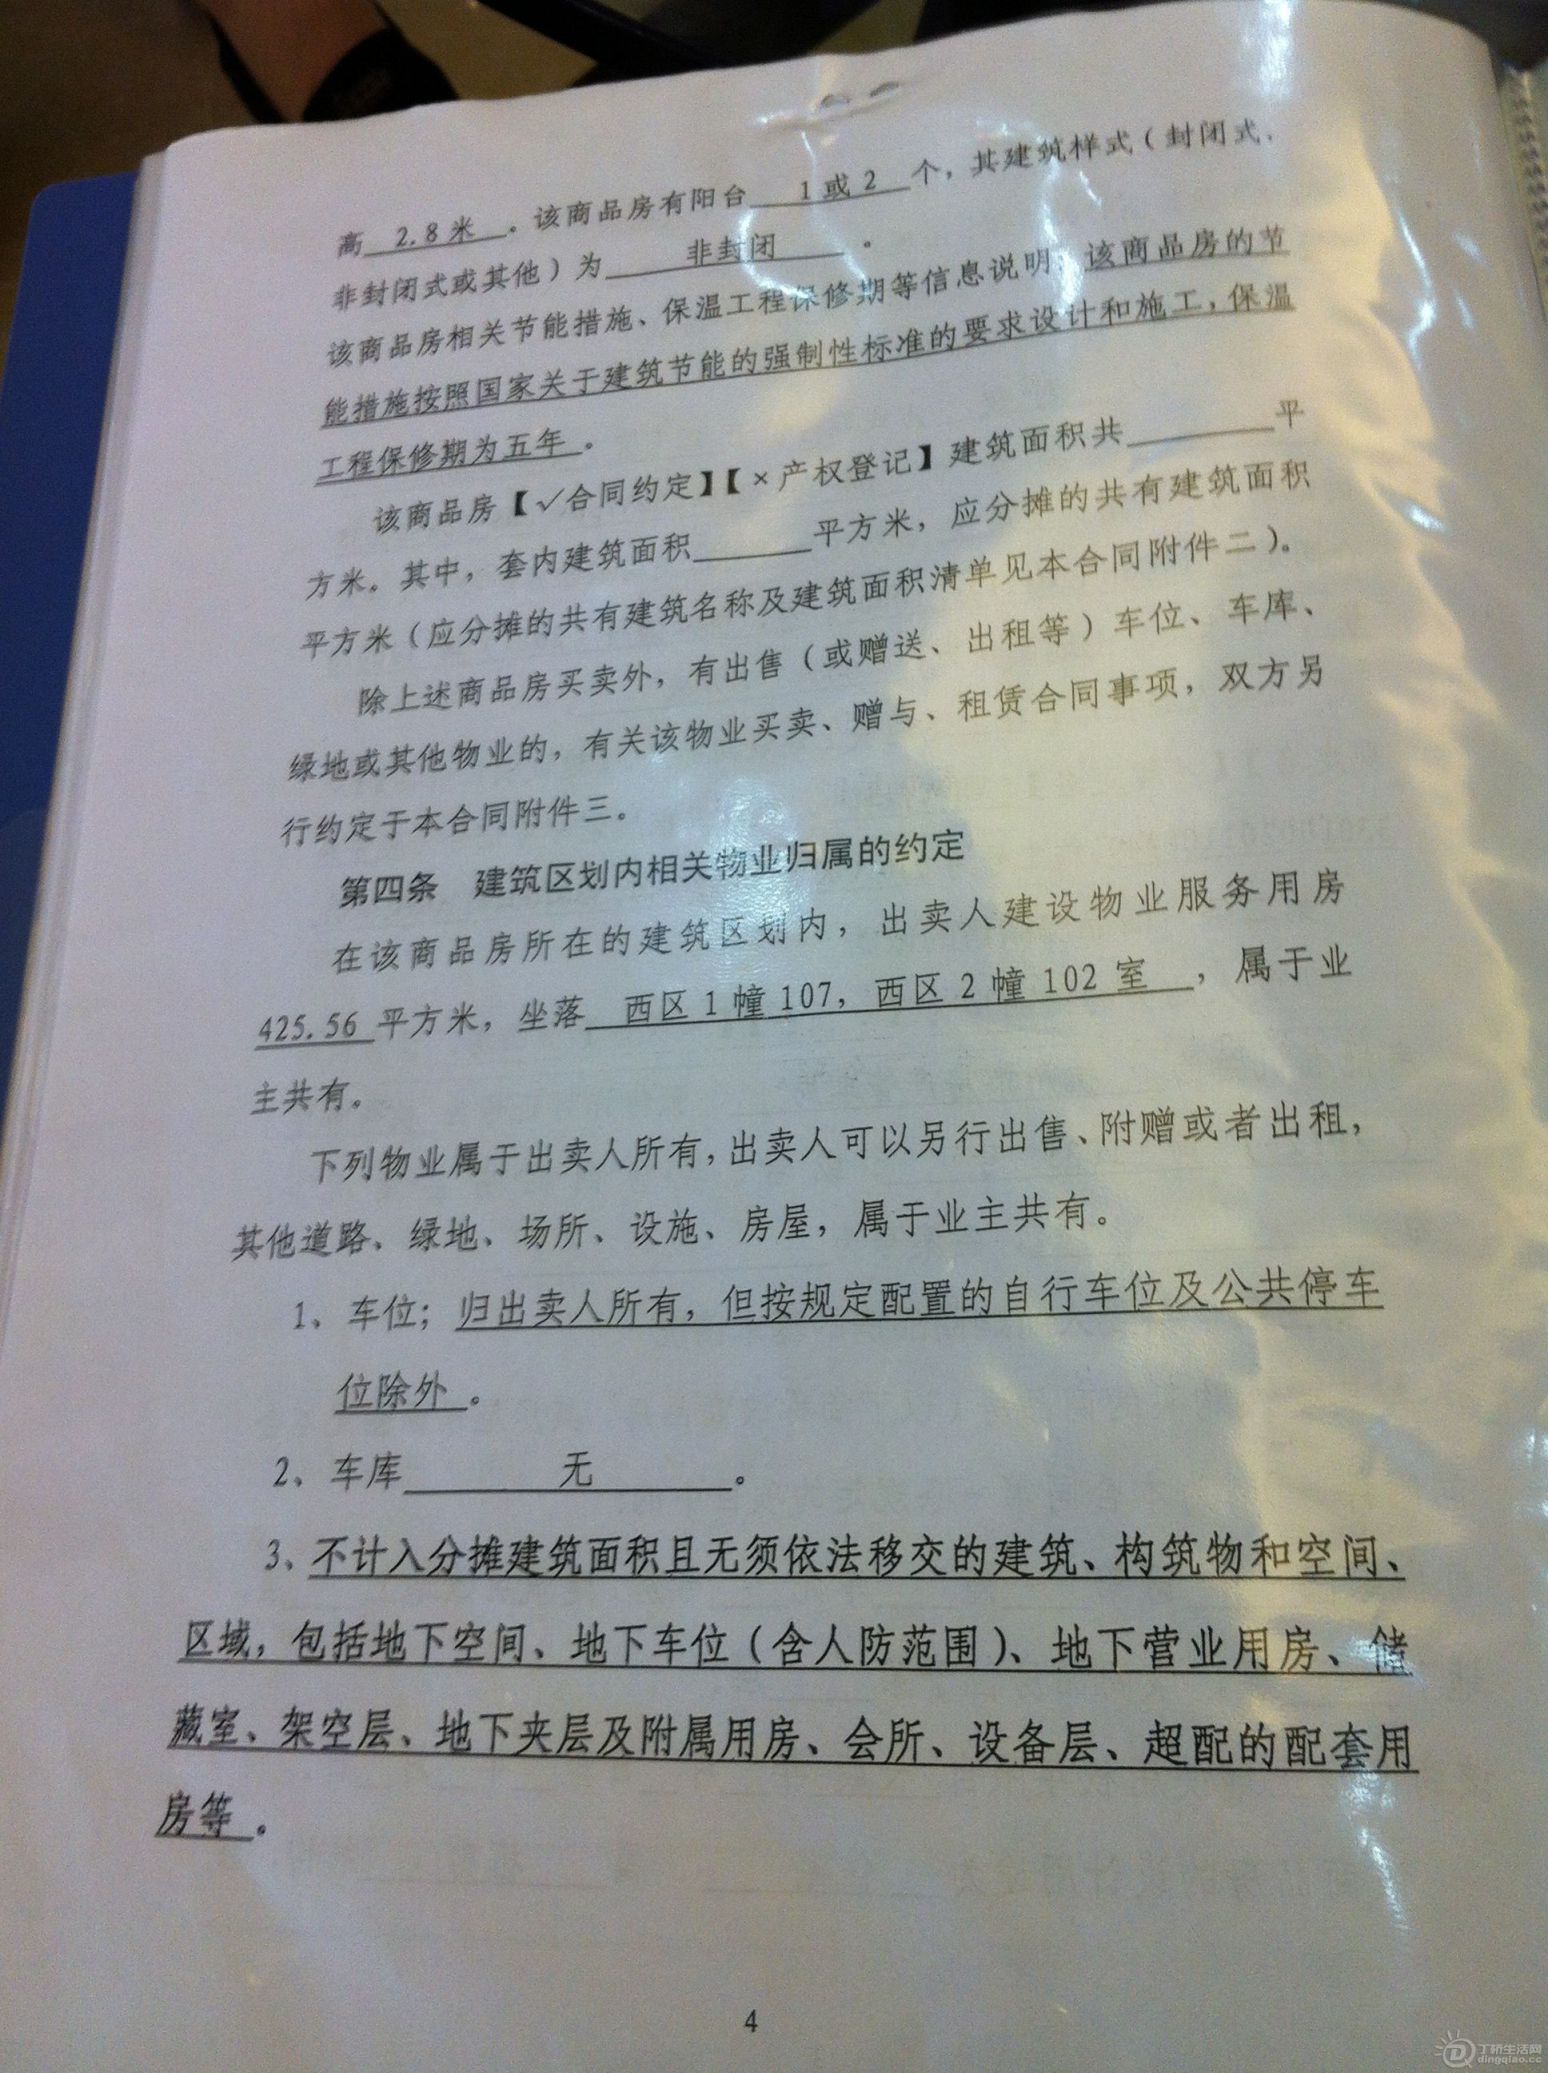 高 2.8米 。该商品房有阳台 1或2 个，其建筑样式（封闭式、
非封闭式或其他）为 非封闭 。
该商品房相关节能措施、保温工程保修期等信息说明：该商品房的节
能措施按照国家关于建筑节能的强制性标准的要求设计和施工，保温
工程保修期为五年 。
该商品房【√合同约定】【×产权登记】建筑面积共________平
方米。其中，套内建筑面积______平方米，应分摊的共有建筑面积
平方米（应分摊的共有建筑名称及建筑面积清单见本合同附件二）。
除上述商品房买卖外，有出售（或赠送、出租等）车位、车库、
绿地或其他物业的，有关该物业买卖、赠与、租赁合同事项，双方另
行约定于本合同附件三。
第四条 建筑区划内相关物业归属的约定
在该商品房所在的建筑区划内，出卖人建设物业服务用房
425.56 平方米，坐落 西区1幢107，西区2幢102室 ，属于业
主共有。
下列物业属于出卖人所有，出卖人可以另行出售、附赠或者出租，
其他道路、绿地、场所、设施、房屋，属于业主共有。
1、车位；归出卖人所有，但按规定配置的自行车位及公共停车
位除外 。
2、车库 无 。
3、不计入分摊建筑面积且无须依法移交的建筑、构筑物和空间、
区域，包括地下空间、地下车位（含人防范围）、地下营业用房、储
藏室、架空层、地下夹层及附属用房、会所、设备层、超配的配套用
房等 。
4
丁桥生活网
dingqiao.cc